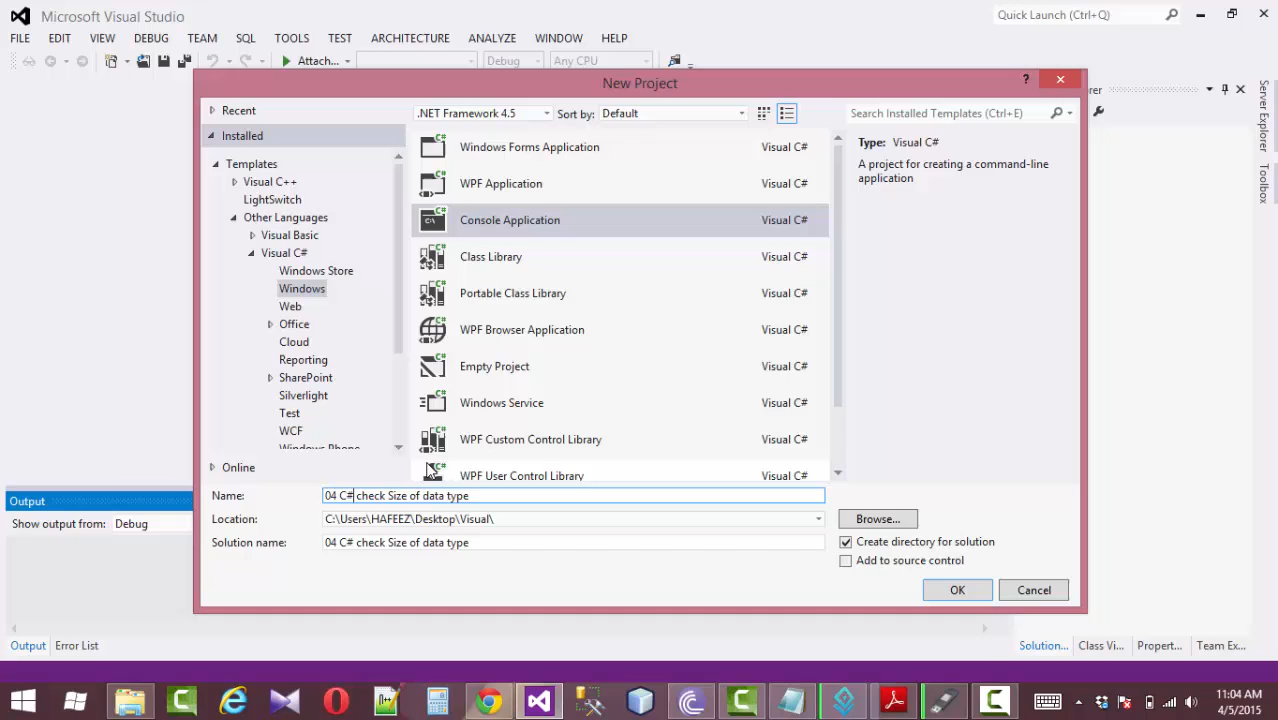 Microsoft Visual Studio
Quick Launch (Ctrl+Q)
FILE EDIT VIEW DEBUG TEAM SQL TOOLS TEST ARCHITECTURE ANALYZE WINDOW HELP
Attach... Debug Any CPU
New Project
?
Recent
.NET Framework 4.5 Sort by: Default
Search Installed Templates (Ctrl+E)
Installed
Templates
Visual C++
LightSwitch
Other Languages
Visual Basic
Visual C#
Windows Store
Windows
Web
Office
Cloud
Reporting
SharePoint
Silverlight
Test
WCF
Windows Phone
Online
Windows Forms Application Visual C#
WPF Application Visual C#
Console Application Visual C#
Class Library Visual C#
Portable Class Library Visual C#
WPF Browser Application Visual C#
Empty Project Visual C#
Windows Service Visual C#
WPF Custom Control Library Visual C#
WPF User Control Library Visual C#
Type: Visual C#
A project for creating a command-line
application
Name: 04 C# check Size of data type
Location: C:\Users\HAFEEZ\Desktop\Visual\
Browse...
Solution name: 04 C# check Size of data type
Create directory for solution
Add to source control
OK Cancel
rer
Server Explorer
Toolbox
Output
Show output from: Debug
Output Error List
Solution... Class Vi... Propert... Team Ex...
11:04 AM
4/5/2015